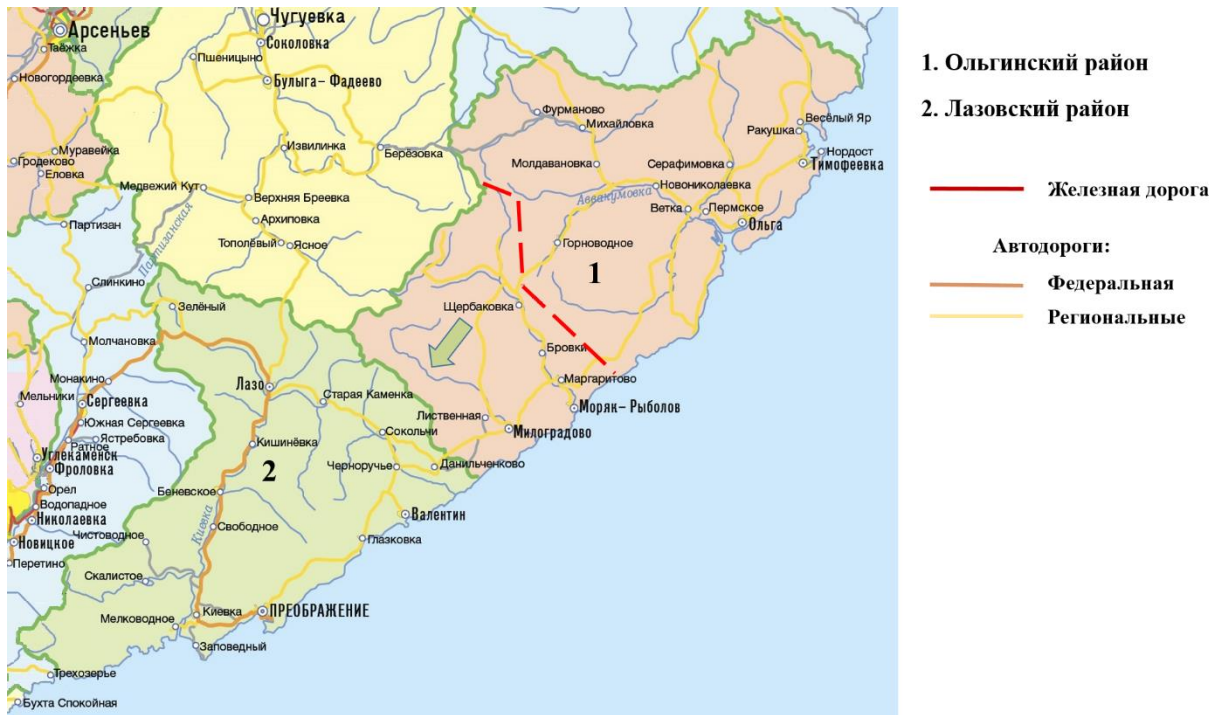 Арсеньев
Таёжка
Новогордеевка
Чугуевка
Соколовка
Пшеницыно
Булыга-Фадеево
Муравейка
Гродеково
Еловка
Извилинка
Берёзовка
Медвежий Кут
Верхняя Бреевка
Архиповка
Тополёвый
Ясное
Партизан
Партизанская
Слинкино
Зелёный
Молчановка
Фурманово
Михайловка
Молдавановка
Серафимовка
Весёлый Яр
Ракушка
Нордост
Тимофеевка
Новониколаевка
Аввакумовка
Ветка
Пермское
Ольга
Горноводное
1
Щербаковка
Бровки
Маргаритово
Моряк-Рыболов
Лиственная
Милоградово
Монакино
Мельники
Сергеевка
Южная Сергеевка
Ястребовка
Ратное
Углекаменск
Фроловка
Орел
Водопадное
Николаевка
Новицкое
Перетино
Лазо
Старая Каменка
Кишинёвка
Сокольчи
2
Черноручье
Данильченково
Беневское
Валентин
Киевка
Свободное
Чистоводное
Глазковка
Скалистое
Мелководное
Киевка
ПРЕОБРАЖЕНИЕ
Заповедный
Трехозерье
Бухта Спокойная
1. Ольгинский район
2. Лазовский район
Железная дорога
Автодороги:
Федеральная
Региональные